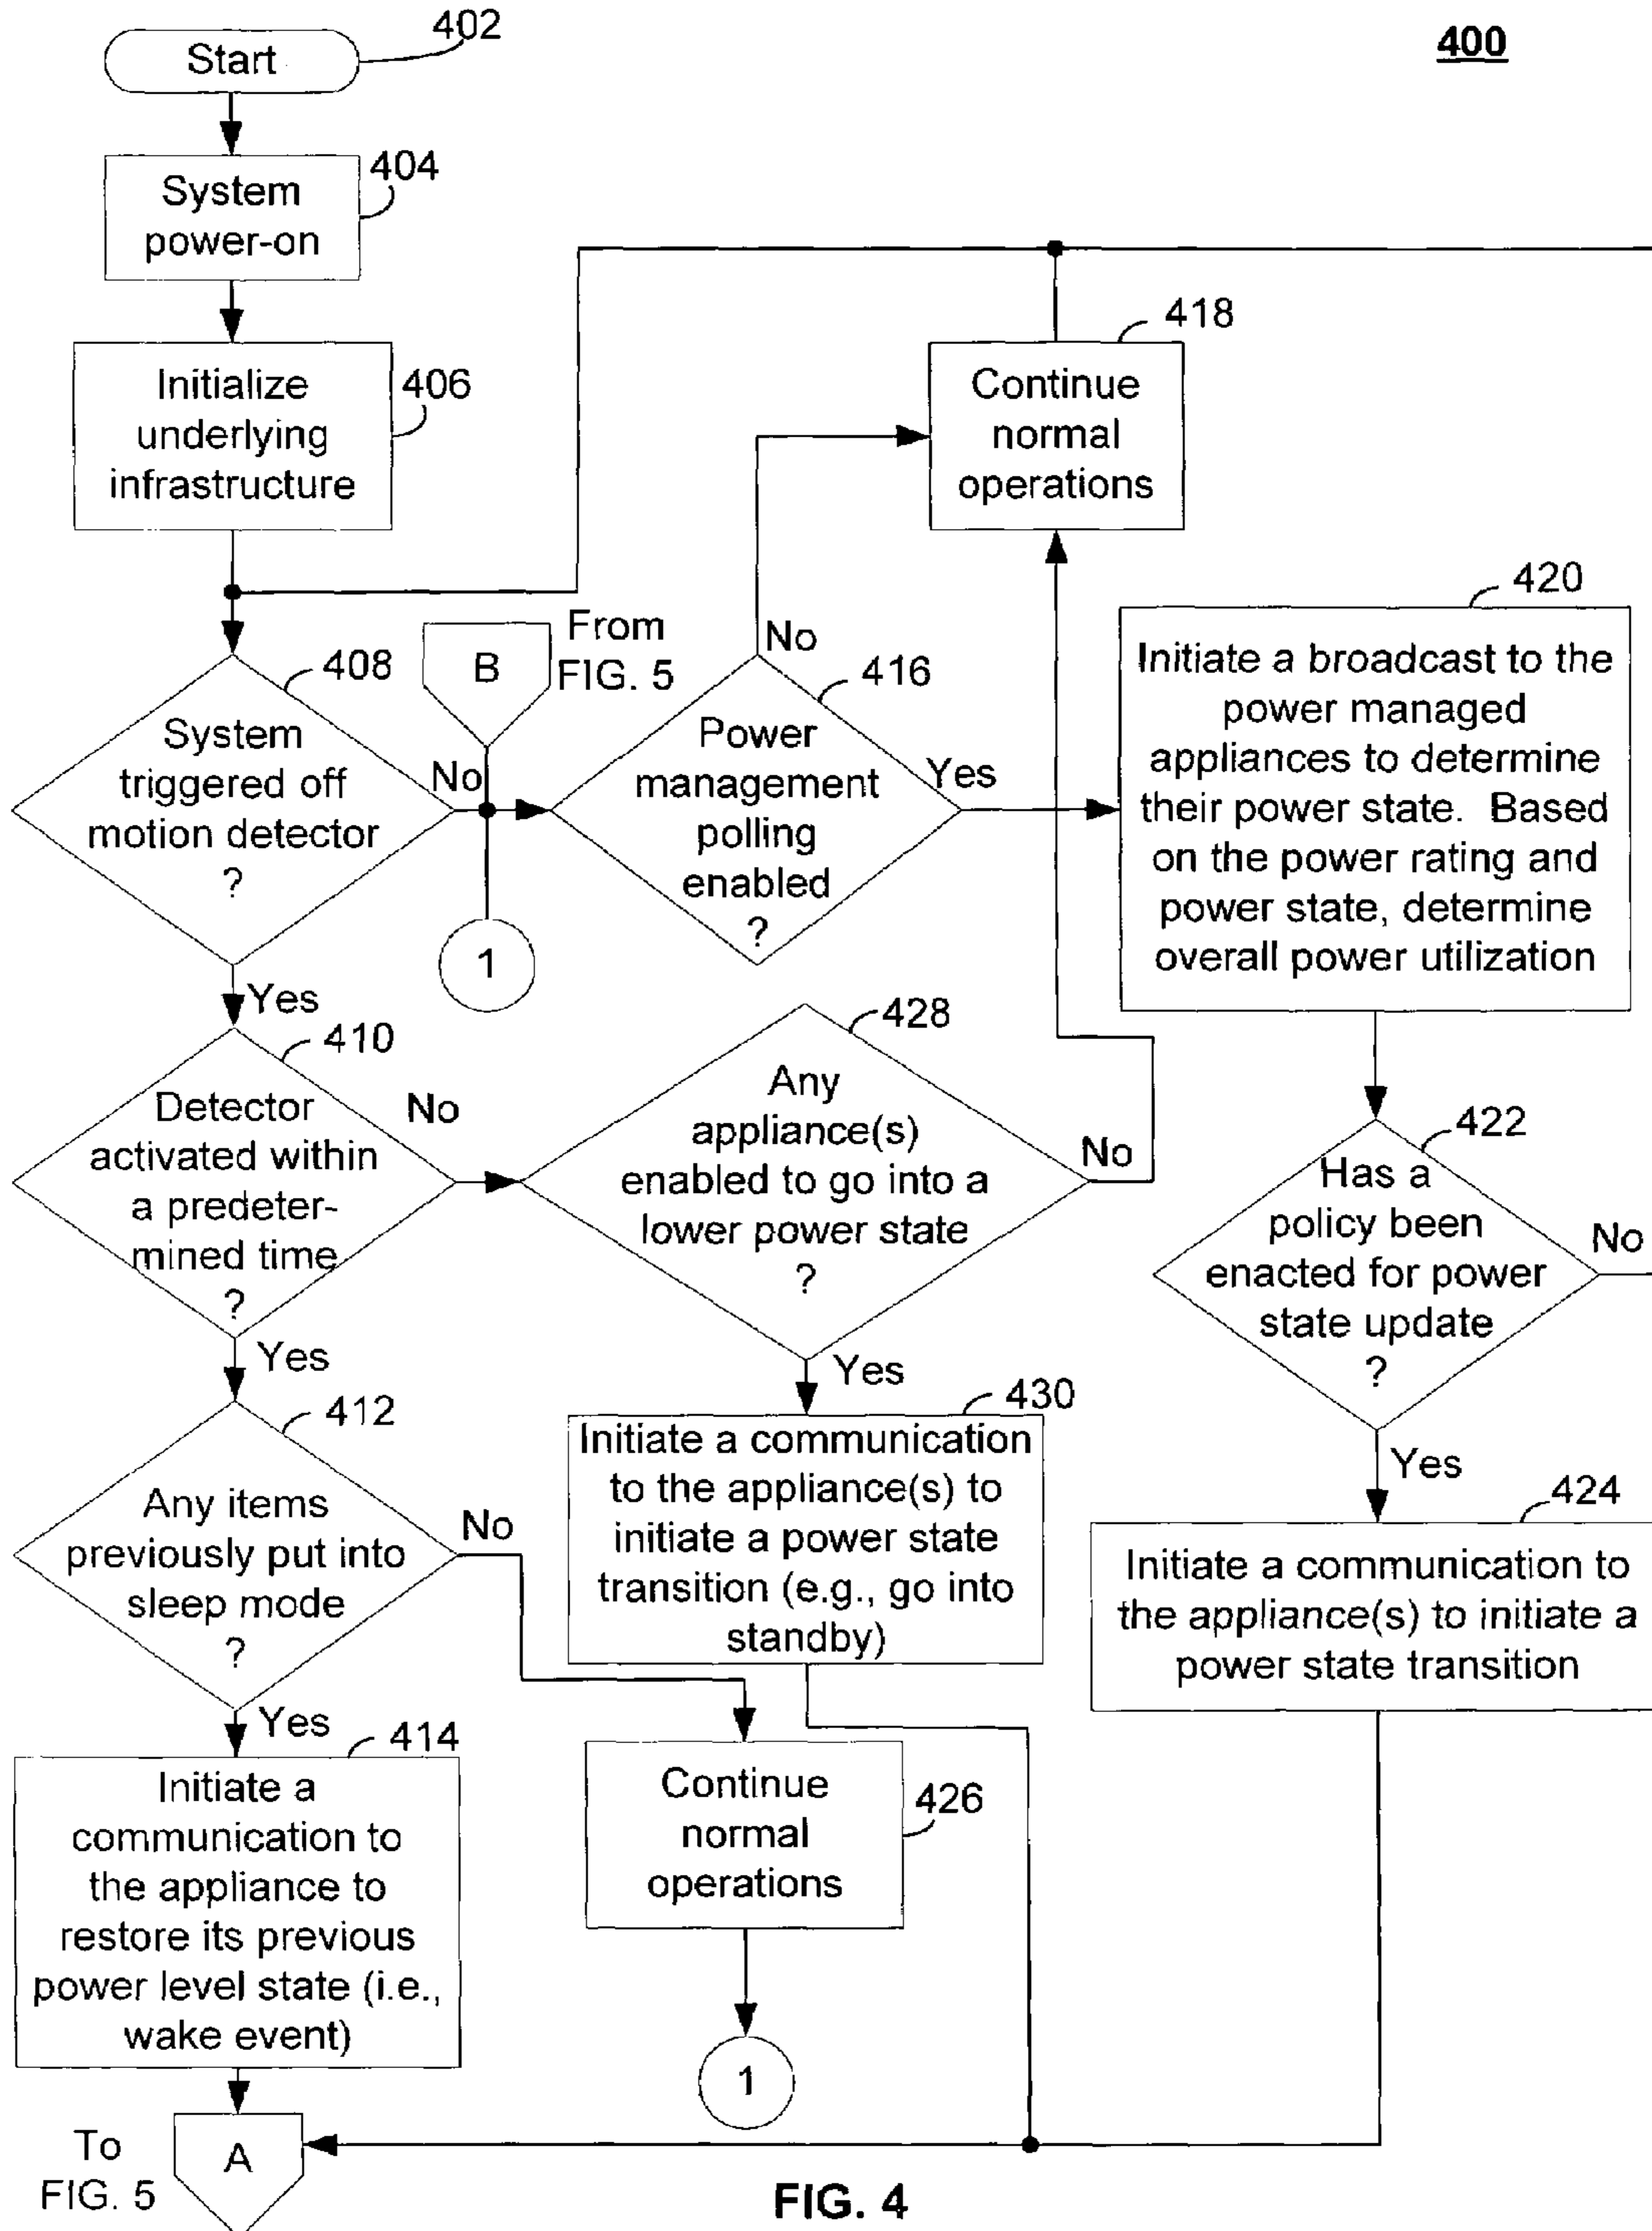 400
402
Start
404
System
power-on
406
Initialize
underlying
infrastructure
418
Continue
normal
operations
408
System
triggered off
motion detector
?
No
Yes
B
From
FIG. 5
1
416
Power
management
polling
enabled
?
No
Yes
420
Initiate a broadcast to the
power managed
appliances to determine
their power state. Based
on the power rating and
power state, determine
overall power utilization
410
Detector
activated within
a predeter-
mined time
?
No
Yes
428
Any
appliance(s)
enabled to go into a
lower power state
?
No
Yes
422
Has a
policy been
enacted for power
state update
?
No
Yes
412
Any items
previously put into
sleep mode
?
No
Yes
430
Initiate a communication
to the appliance(s) to
initiate a power state
transition (e.g., go into
standby)
424
Initiate a communication to
the appliance(s) to initiate a
power state transition
414
Initiate a
communication to
the appliance to
restore its previous
power level state (i.e.,
wake event)
426
Continue
normal
operations
1
To
FIG. 5
A
FIG. 4